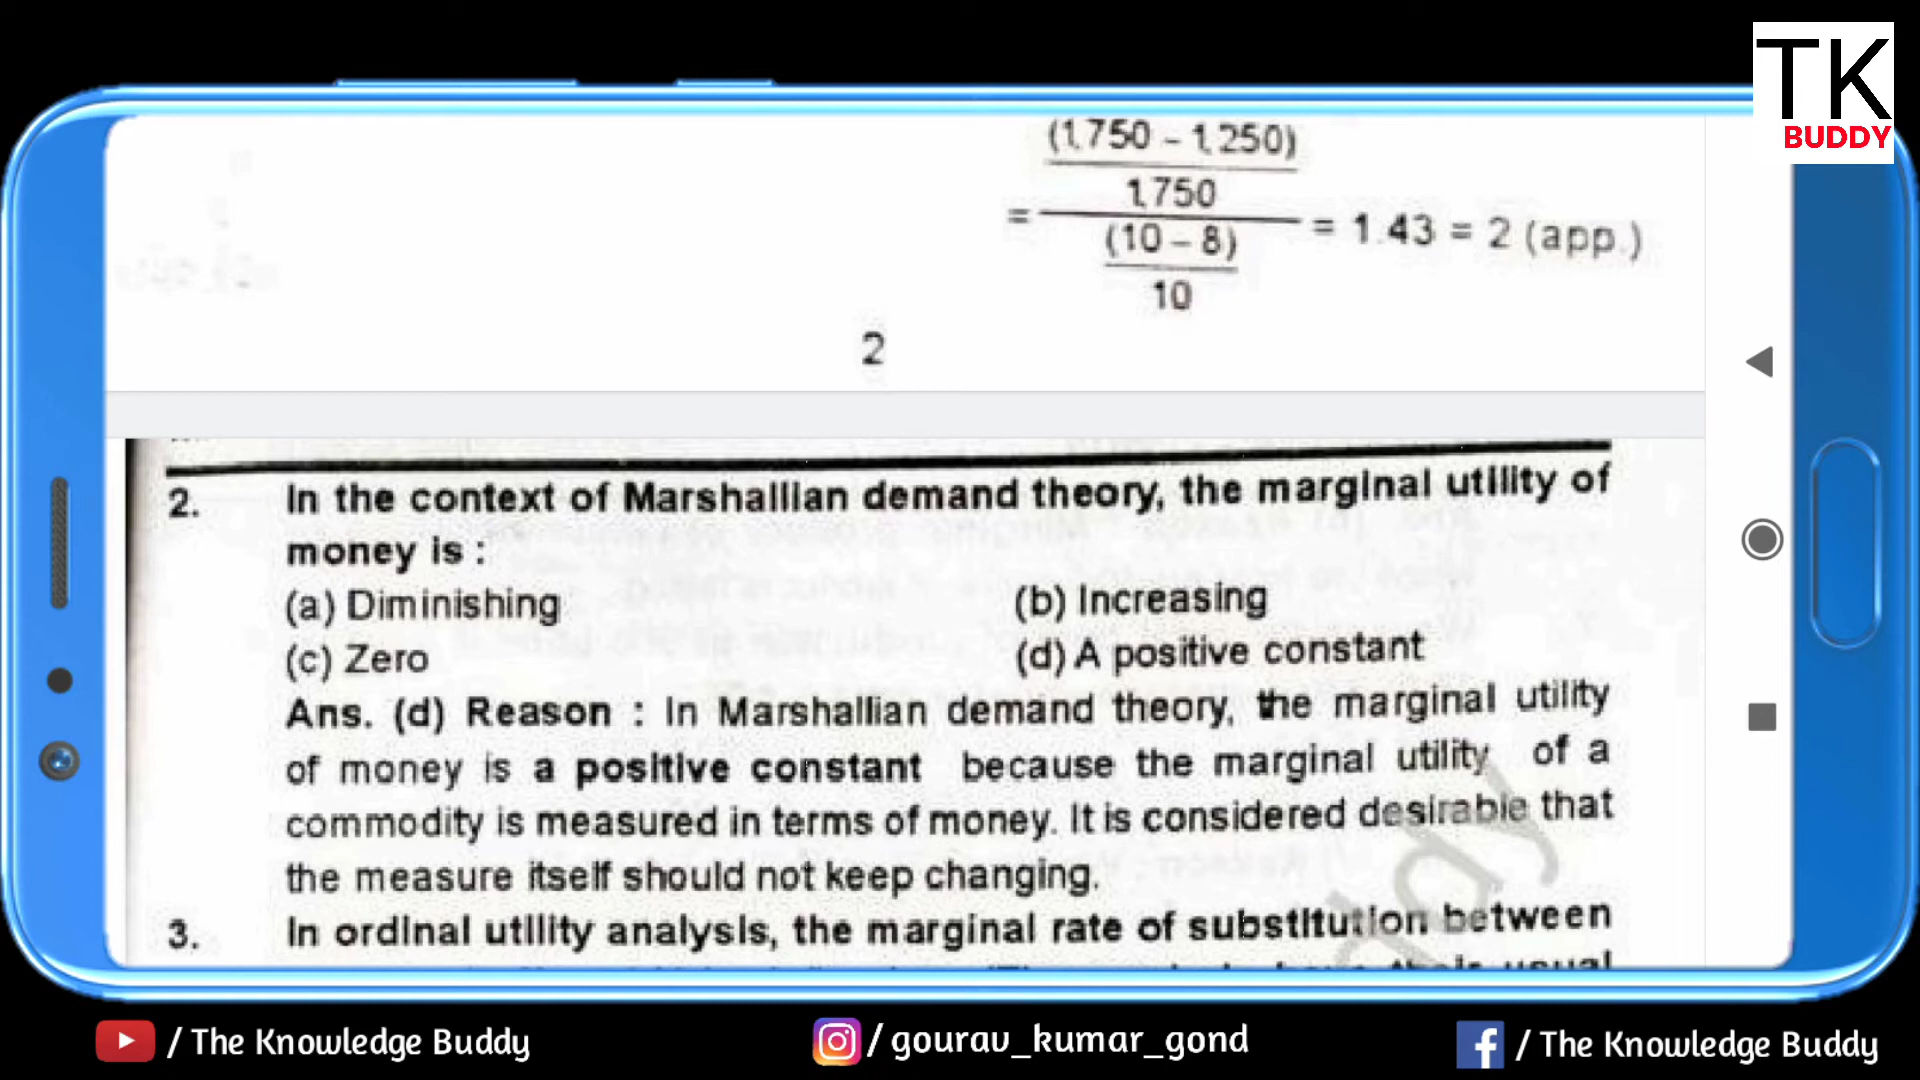 TK
BUDDY
(1,750 – 1,250)
1,750
= = 1.43 = 2 (app.)
(10 – 8)
10
2
2. In the context of Marshallian demand theory, the marginal utility of
money is :
(a) Diminishing (b) Increasing
(c) Zero (d) A positive constant
Ans. (d) Reason : In Marshallian demand theory, the marginal utility
of money is a positive constant because the marginal utility of a
commodity is measured in terms of money. It is considered desirable that
the measure itself should not keep changing.
3. In ordinal utility analysis, the marginal rate of substitution between
/ The Knowledge Buddy
/ gourav_kumar_gond
/ The Knowledge Buddy